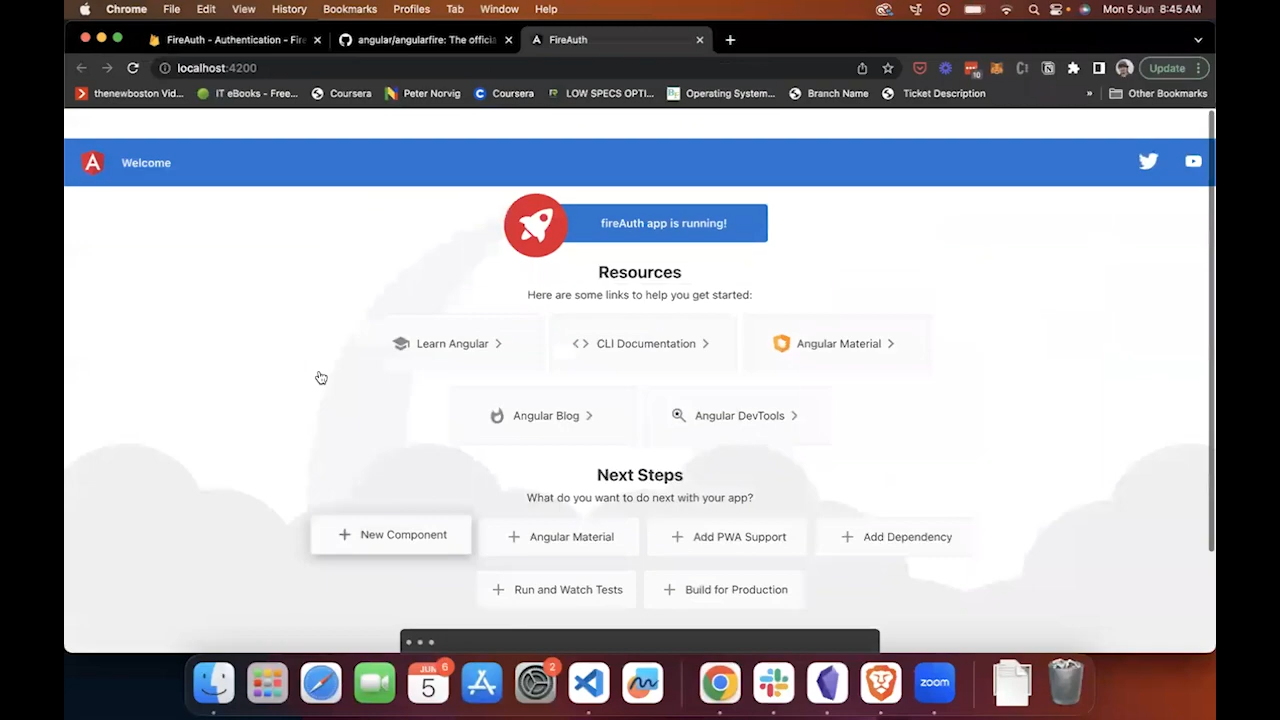 Chrome File Edit View History Bookmarks Profiles Tab Window Help Mon 5 Jun 8:45 AM
FireAuth - Authentication - Fire angular/angularfire: The officia FireAuth
localhost:4200 10 Update
thenewboston Vid... IT eBooks - Free... Coursera Peter Norvig Coursera LOW SPECS OPTI... Operating System... Branch Name Ticket Description » Other Bookmarks
A Welcome
fireAuth app is running!
Resources
Here are some links to help you get started:
Learn Angular CLI Documentation Angular Material
Angular Blog Angular DevTools
Next Steps
What do you want to do next with your app?
New Component Angular Material Add PWA Support Add Dependency
Run and Watch Tests Build for Production
JUN 6 2
5 zoom